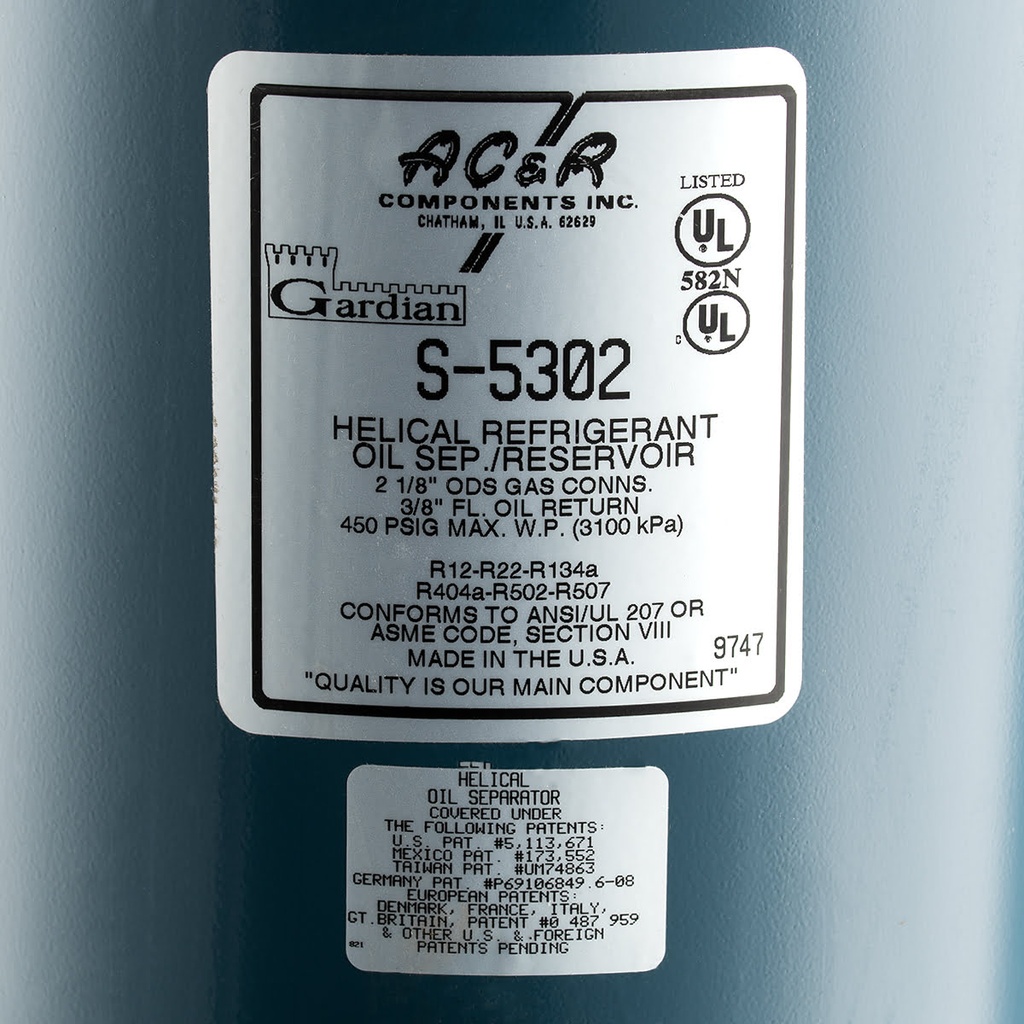 AC&R
COMPONENTS INC.
CHATHAM, IL U.S.A. 62629
LISTED
UL
582N
C UL
Gardian
S-5302
HELICAL REFRIGERANT
OIL SEP./RESERVOIR
2 1/8" ODS GAS CONNS.
3/8" FL. OIL RETURN
450 PSIG MAX. W.P. (3100 kPa)
R12-R22-R134a
R404a-R502-R507
CONFORMS TO ANSI/UL 207 OR
ASME CODE, SECTION VIII
9747
MADE IN THE U.S.A.
"QUALITY IS OUR MAIN COMPONENT"
HELICAL
OIL SEPARATOR
COVERED UNDER
THE FOLLOWING PATENTS:
U.S. PAT. #5,113,671
MEXICO PAT. #173,552
TAIWAN PAT. #UM74863
GERMANY PAT. #P69106849.6-08
EUROPEAN PATENTS:
DENMARK, FRANCE, ITALY,
GT.BRITAIN, PATENT #0 487 959
& OTHER U.S. & FOREIGN
821 PATENTS PENDING